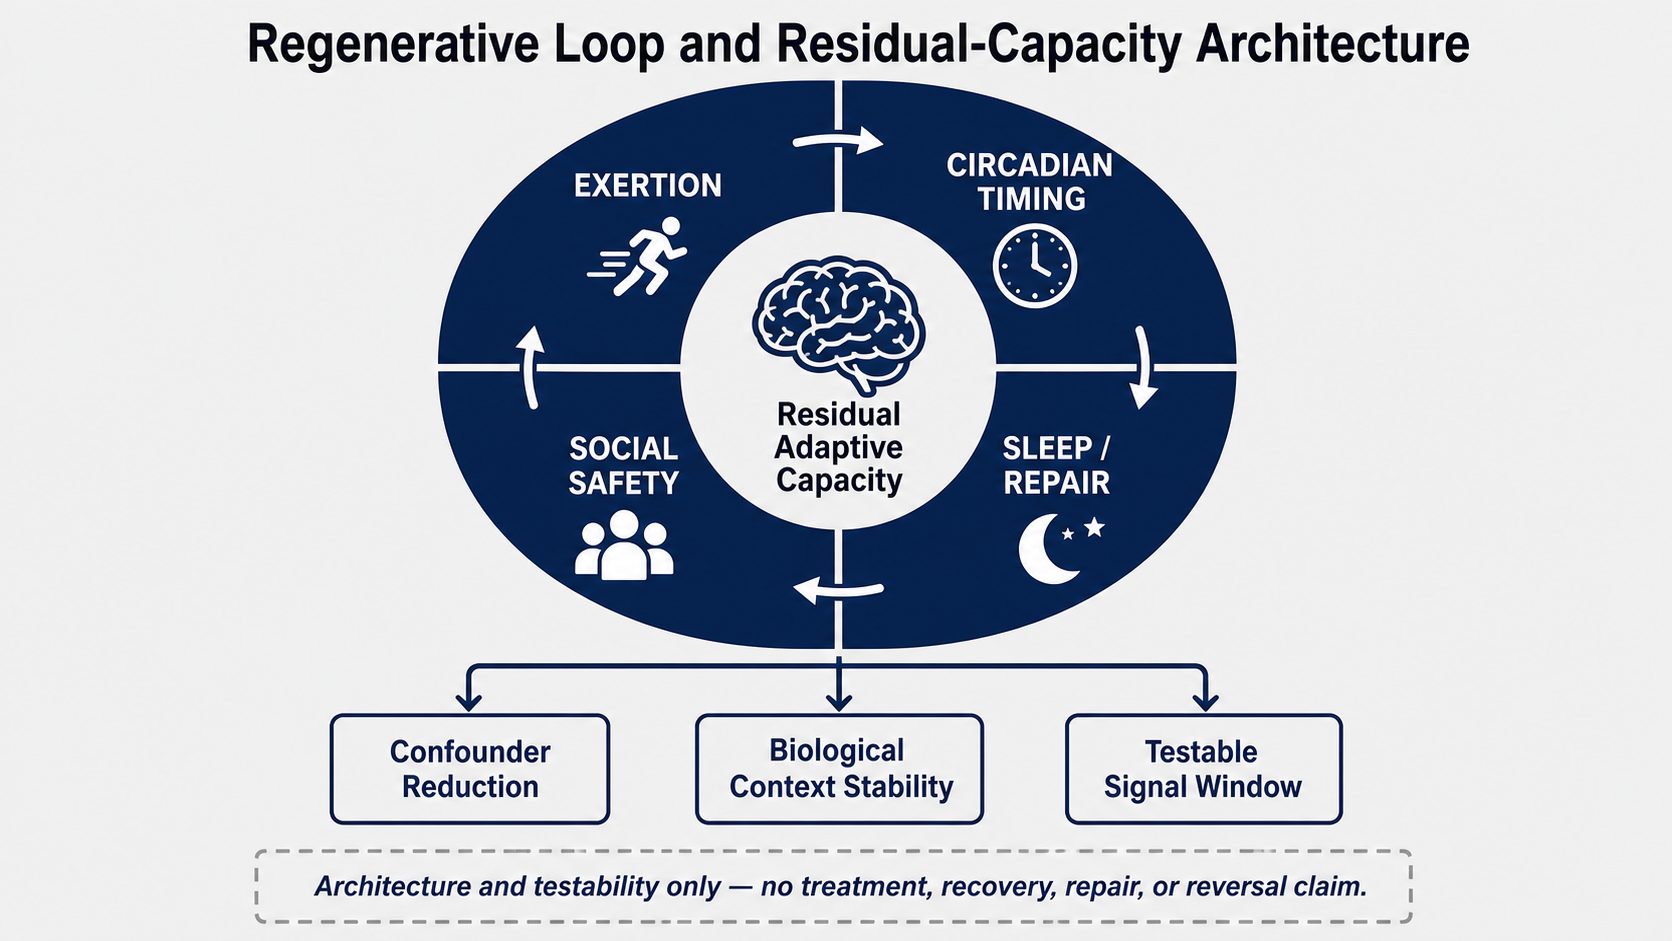 Regenerative Loop and Residual-Capacity Architecture
EXERTION
CIRCADIAN
TIMING
Residual
Adaptive
Capacity
SOCIAL
SAFETY
SLEEP /
REPAIR
Confounder
Reduction
Biological
Context Stability
Testable
Signal Window
Architecture and testability only — no treatment, recovery, repair, or reversal claim.